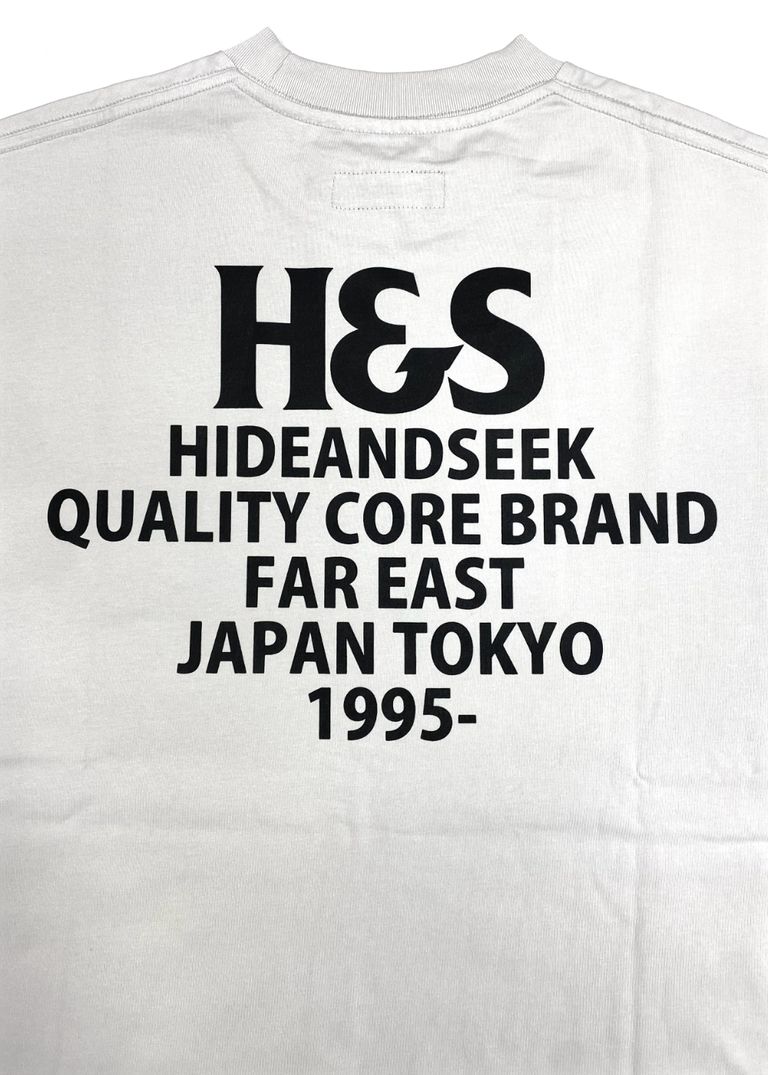 H&S
HIDEANDSEEK
QUALITY CORE BRAND
FAR EAST
JAPAN TOKYO
1995-